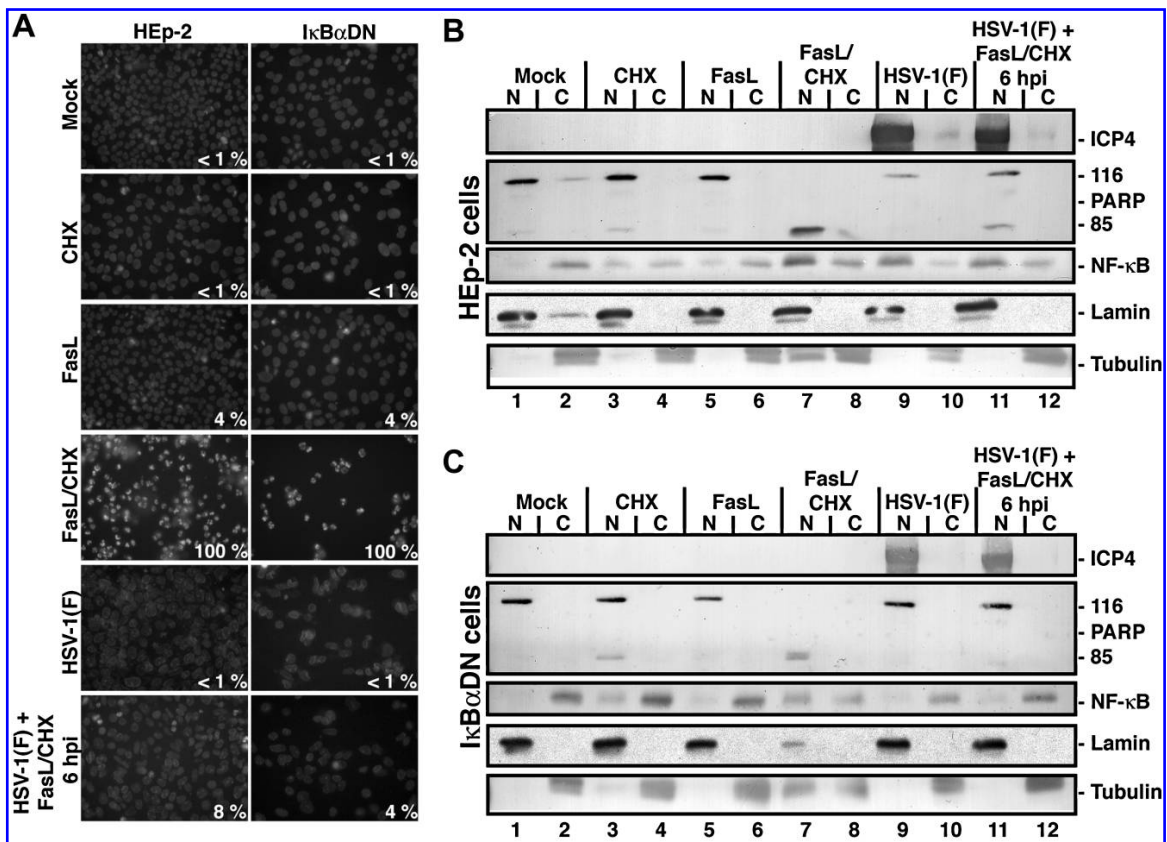 A
HEp-2 IκBαDN
Mock
< 1 % < 1 %
CHX
< 1 % < 1 %
FasL
4 % 4 %
FasL/CHX
100 % 100 %
HSV-1(F)
< 1 % < 1 %
HSV-1(F) +
FasL/CHX
6 hpi
8 % 4 %
B
HEp-2 cells
Mock CHX FasL FasL/ CHX HSV-1(F) HSV-1(F) + FasL/CHX 6 hpi
N C N C N C N C N C N C
- ICP4
- 116
PARP
- 85
- NF-κB
- Lamin
- Tubulin
1 2 3 4 5 6 7 8 9 10 11 12
C
IκBαDN cells
Mock CHX FasL FasL/ CHX HSV-1(F) HSV-1(F) + FasL/CHX 6 hpi
N C N C N C N C N C N C
- ICP4
- 116
PARP
- 85
- NF-κB
- Lamin
- Tubulin
1 2 3 4 5 6 7 8 9 10 11 12